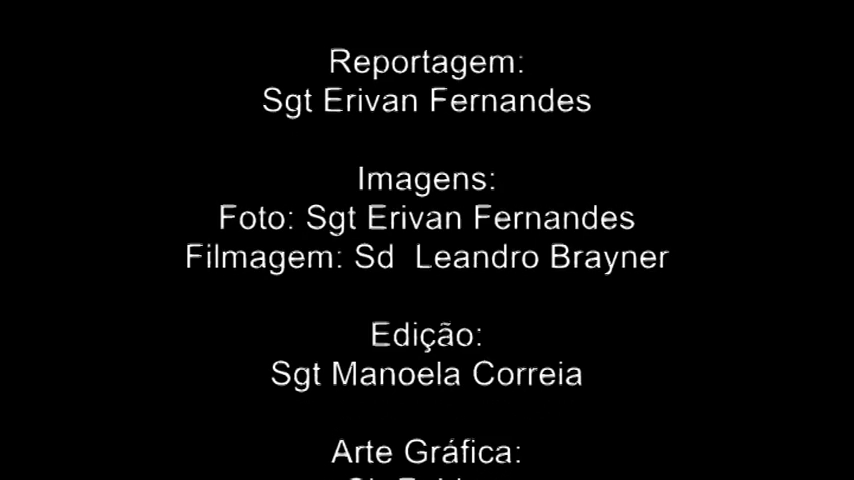 Reportagem:
Sgt Erivan Fernandes
Imagens:
Foto: Sgt Erivan Fernandes
Filmagem: Sd  Leandro Brayner
Edição:
Sgt Manoela Correia
Arte Gráfica: